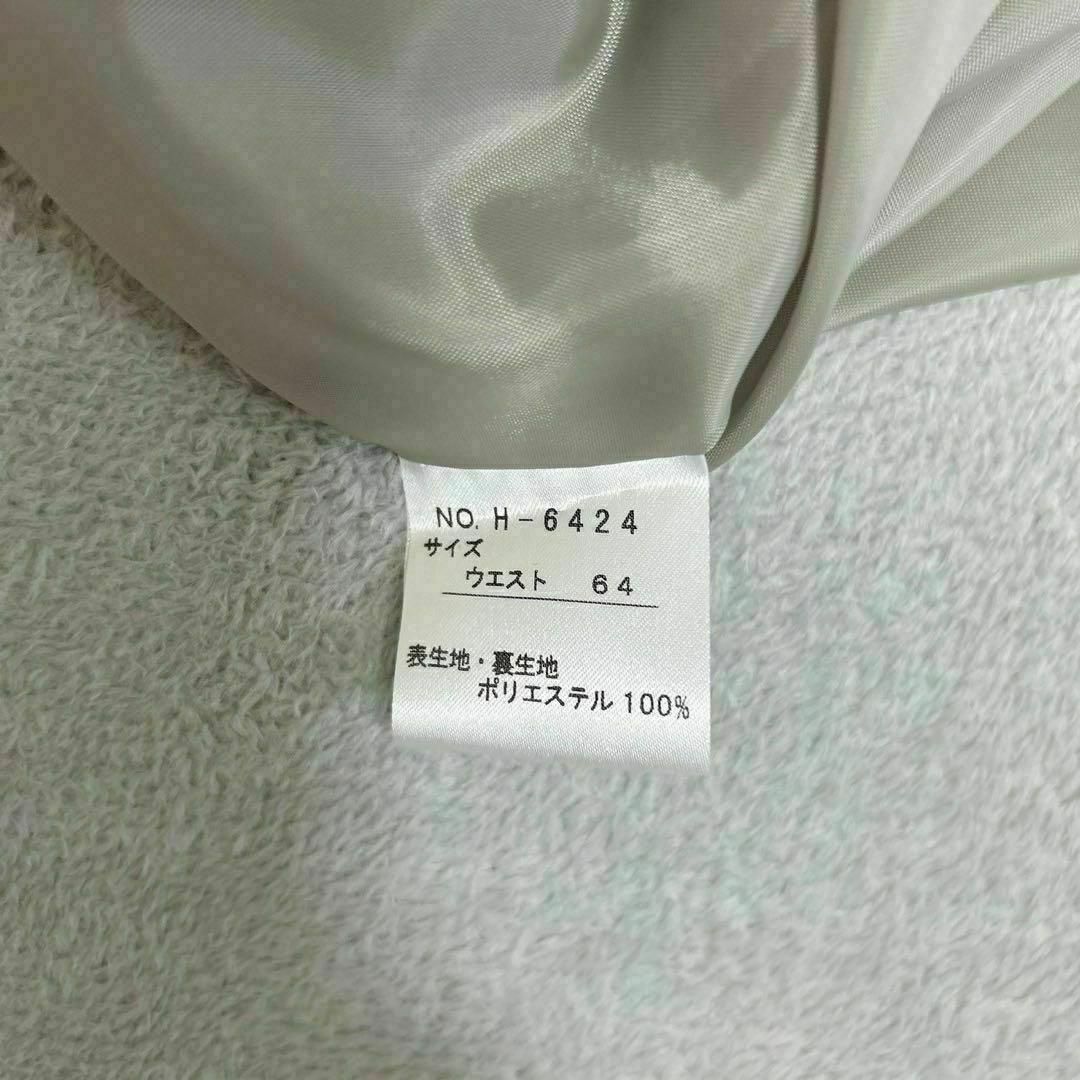 NO. H-6424
サイズ
ウエスト 64
表生地・裏生地
ポリエステル 100%